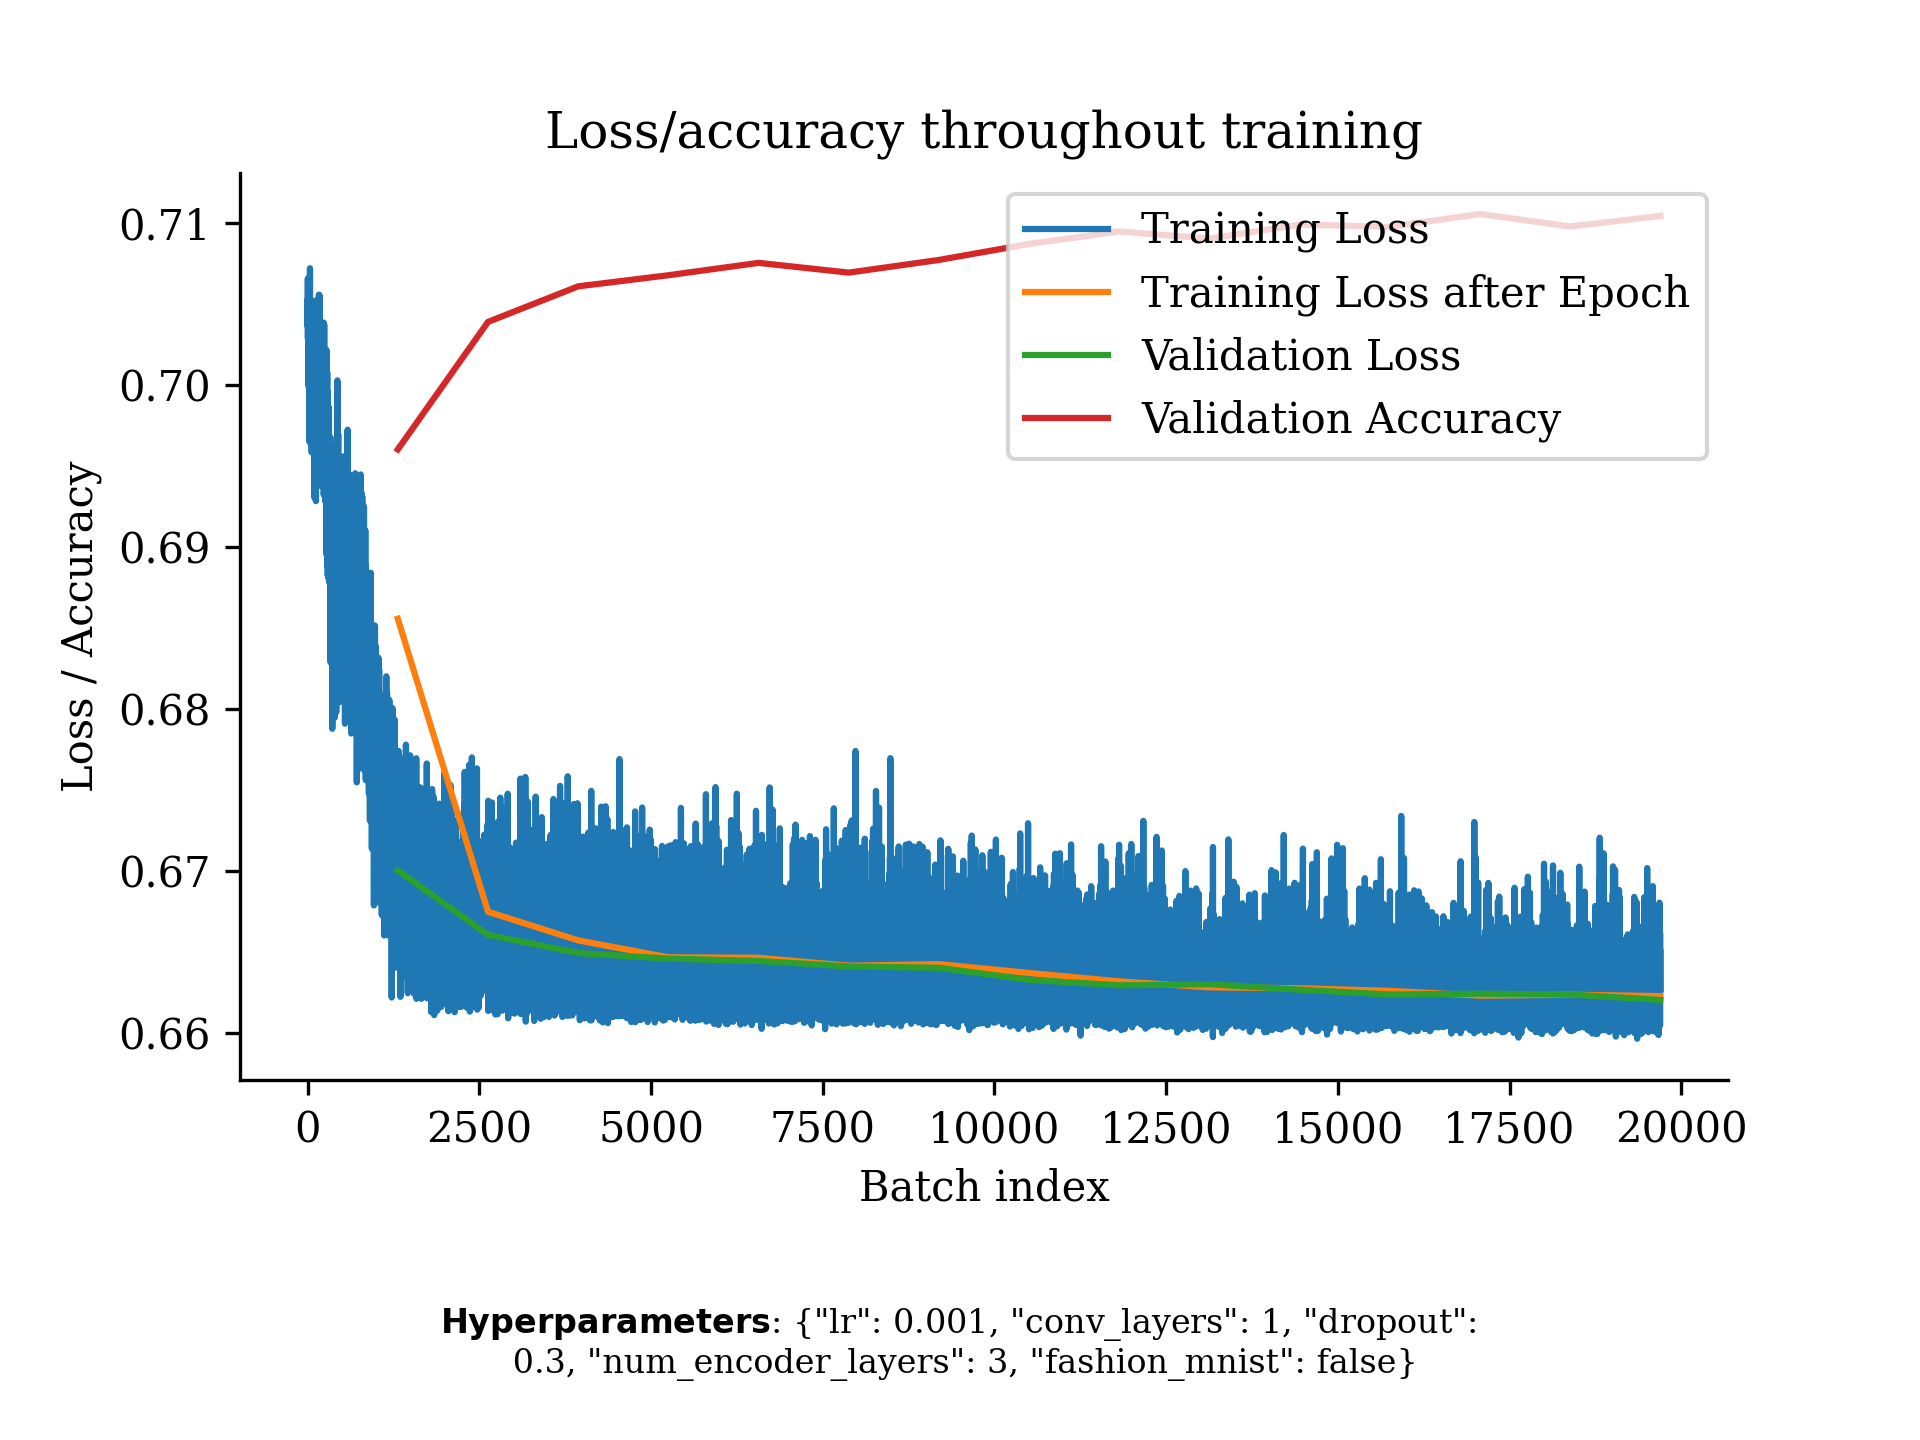 Loss/accuracy throughout training
Loss / Accuracy
0.71
0.70
0.69
0.68
0.67
0.66
Training Loss
Training Loss after Epoch
Validation Loss
Validation Accuracy
0 2500 5000 7500 10000 12500 15000 17500 20000
Batch index
Hyperparameters: {"lr": 0.001, "conv_layers": 1, "dropout":
0.3, "num_encoder_layers": 3, "fashion_mnist": false}